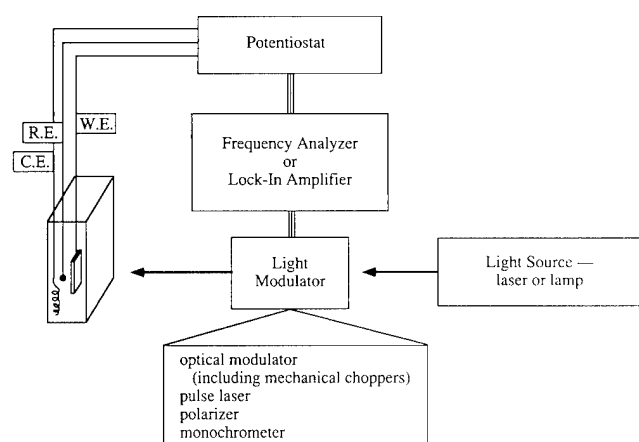 Potentiostat
R.E.
W.E.
C.E.
Frequency Analyzer
or
Lock-In Amplifier
Light
Modulator
Light Source —
laser or lamp
optical modulator
(including mechanical choppers)
pulse laser
polarizer
monochrometer